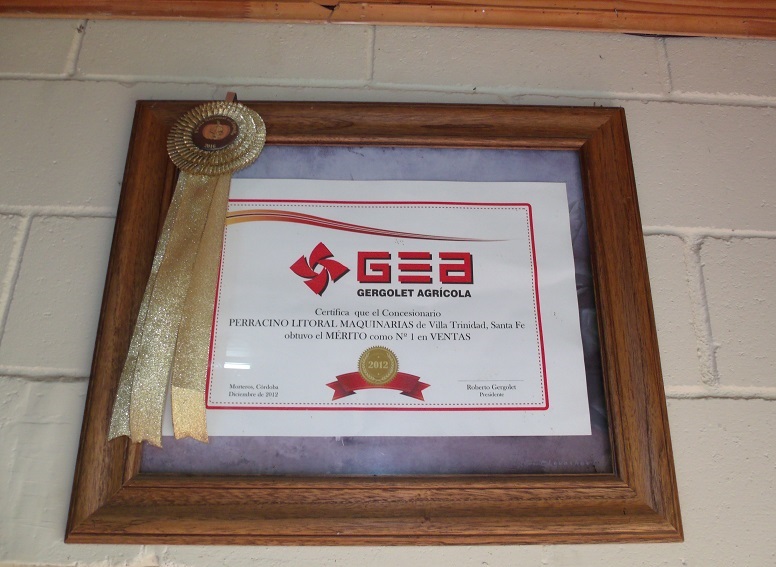 GEA
GERGOLET AGRÍCOLA
Certifica que el Concesionario
PERRACINO LITORAL MAQUINARIAS de Villa Trinidad, Santa Fe
obtuvo el MÉRITO como Nº 1 en VENTAS
2012
Morteros, Córdoba
Diciembre de 2012
Roberto Gergolet
Presidente